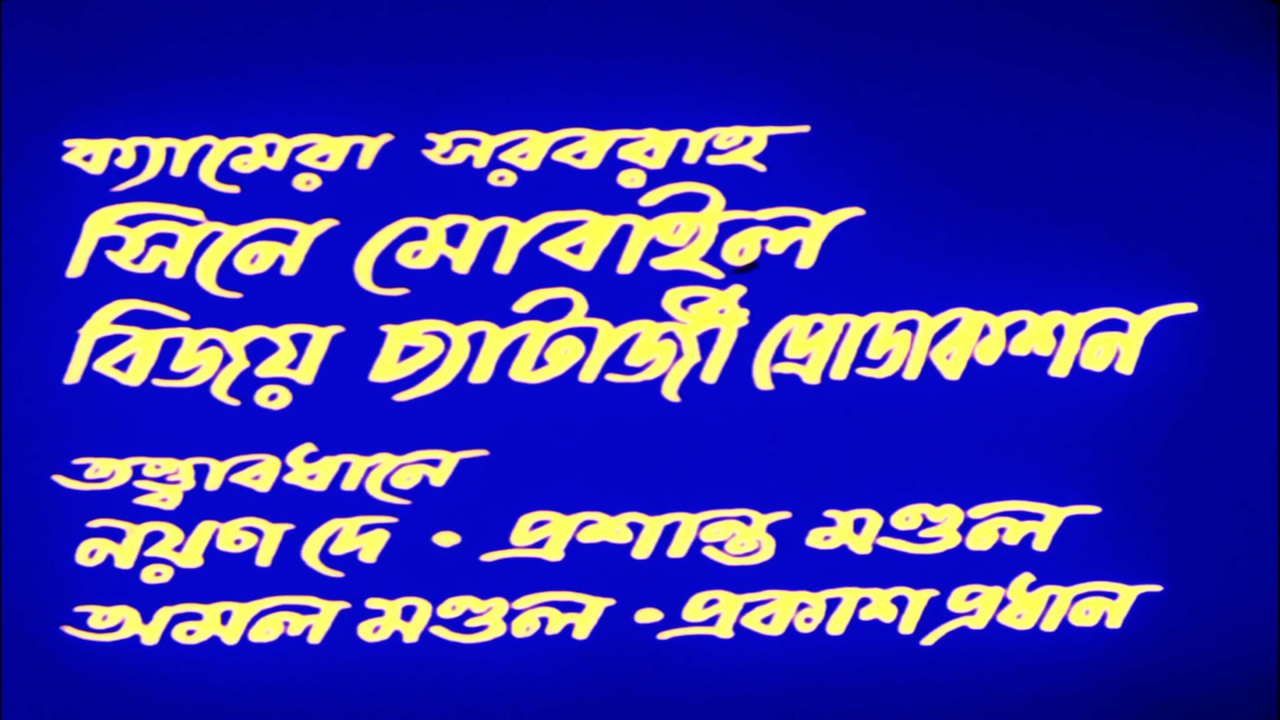 ক্যামেরা সরবরাহ
সিনে মোবাইল
বিজয় চ্যাটার্জী প্রোডাকশন
তত্ত্বাবধানে
নয়ণ দে • প্রশান্ত মণ্ডল
অমল মণ্ডল • প্রকাশ প্রধান